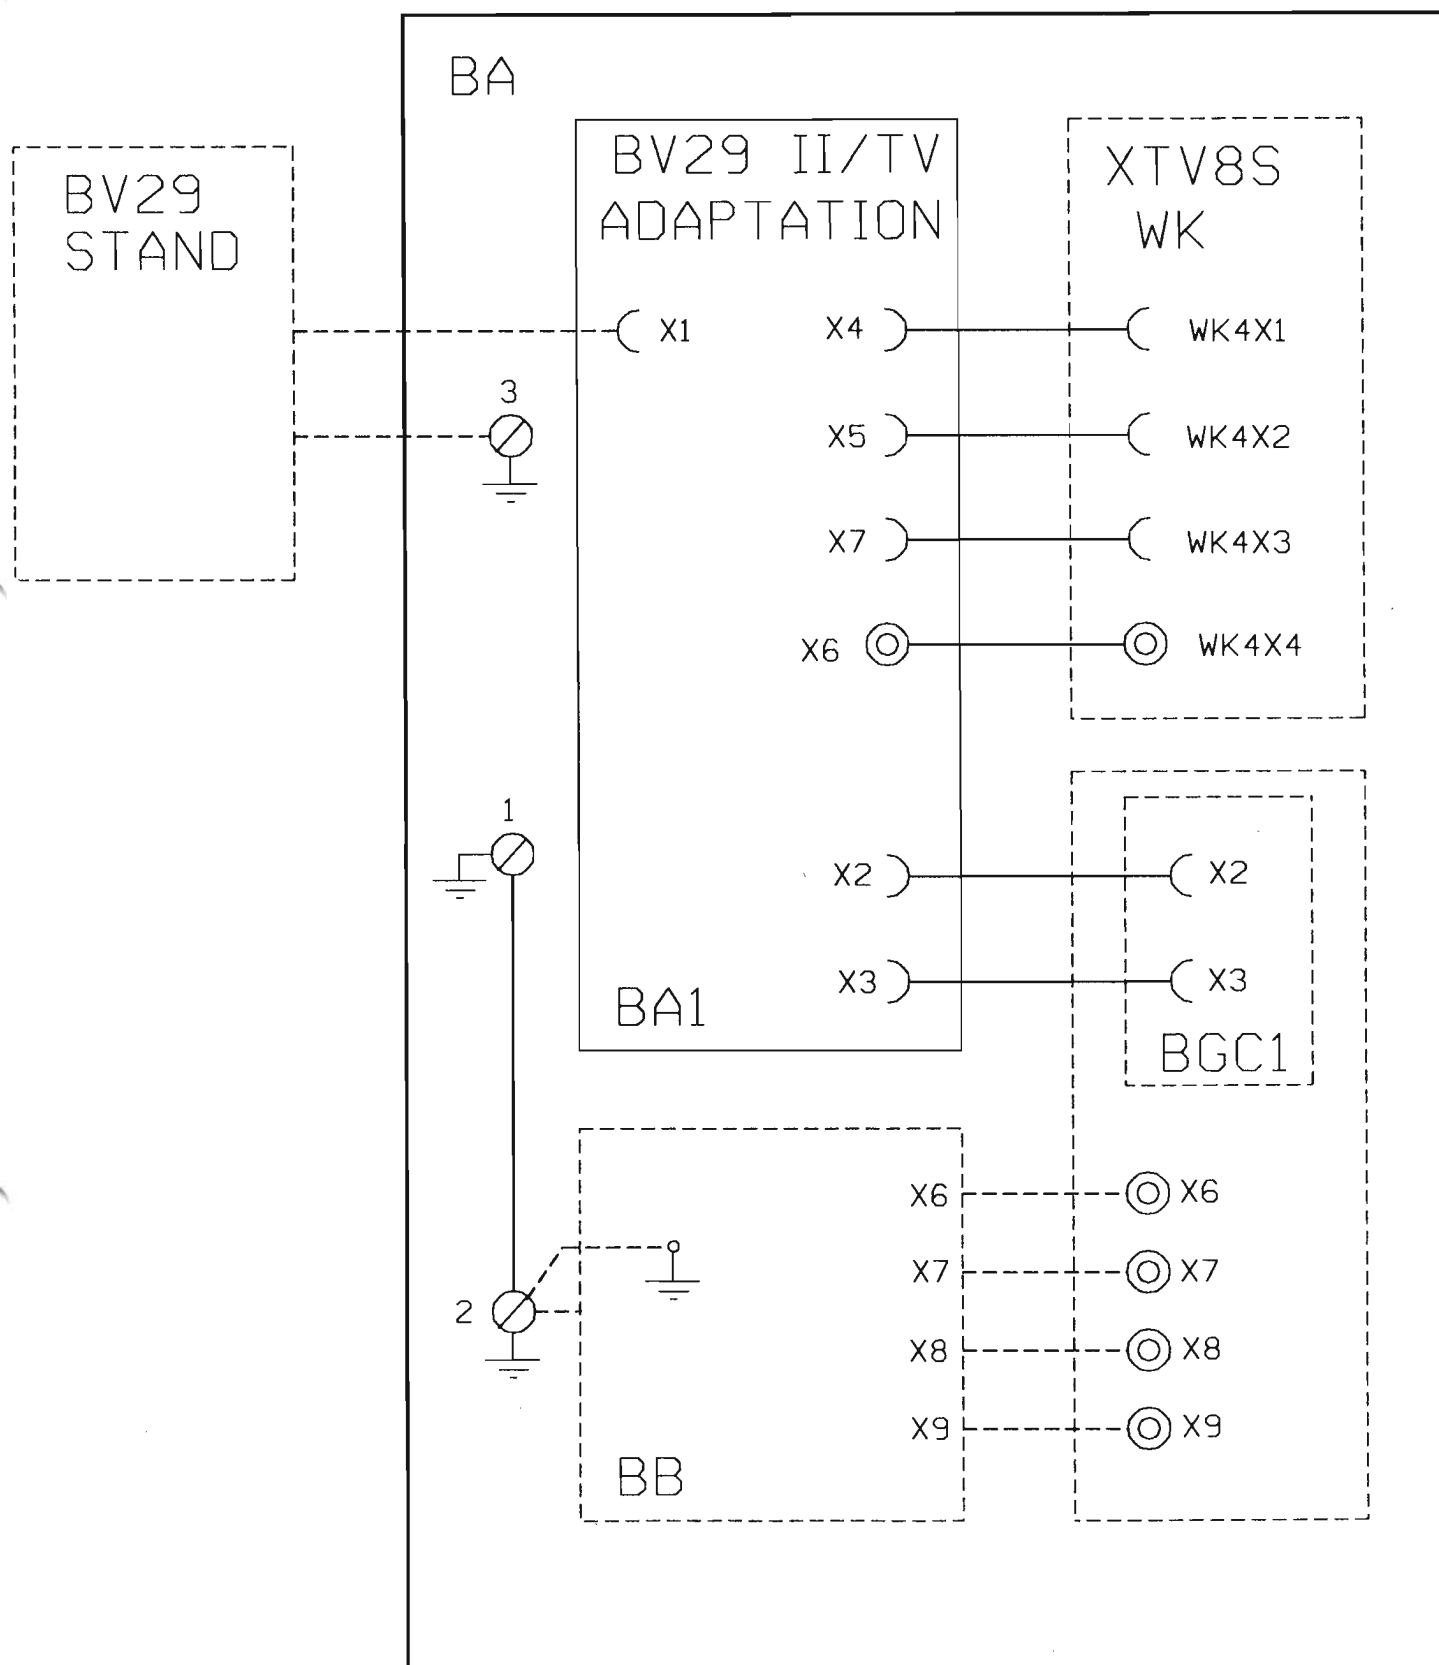 BA
BV29
STAND
BV29 II/TV
ADAPTATION
XTV8S
WK
X1
X4
WK4X1
3
X5
WK4X2
X7
WK4X3
X6
WK4X4
1
X2
X2
X3
X3
BA1
BGC1
X6
X6
X7
X7
2
X8
X8
X9
X9
BB